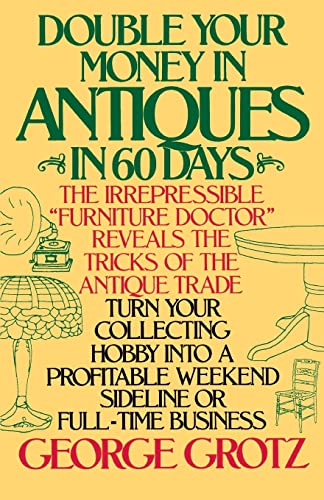 DOUBLE YOUR
MONEY IN
ANTIQUES
IN 60 DAYS
THE IRREPRESSIBLE
"FURNITURE DOCTOR"
REVEALS THE
TRICKS OF THE
ANTIQUE TRADE
TURN YOUR
COLLECTING
HOBBY INTO A
PROFITABLE WEEKEND
SIDELINE OR
FULL-TIME BUSINESS
GEORGE GROTZ